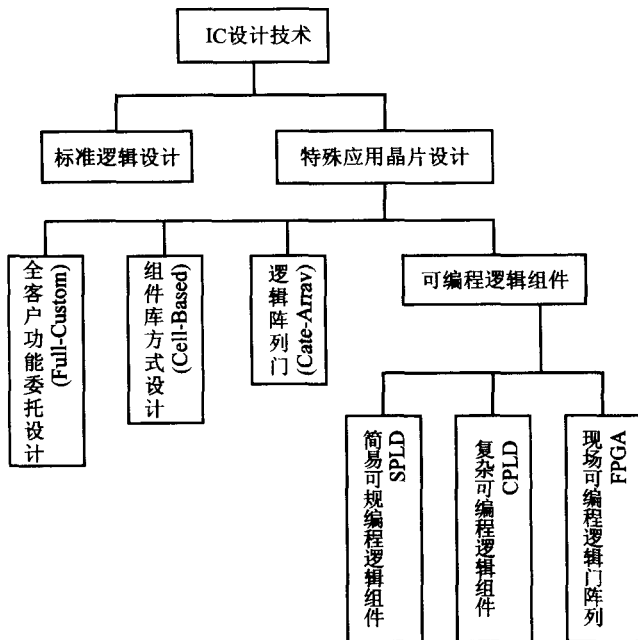 IC设计技术
标准逻辑设计
特殊应用晶片设计
全客户功能委托设计
(Full-Custom)
组件库方式设计
(Cell-Based)
逻辑阵列门
(Cate-Array)
可编程逻辑组件
简易可规编程逻辑组件
SPLD
复杂可编程逻辑组件
CPLD
现场可编程逻辑门阵列
FPGA